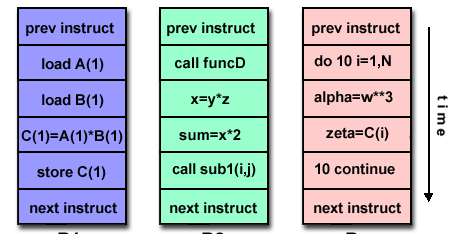 prev instruct
load A(1)
load B(1)
C(1)=A(1)*B(1)
store C(1)
next instruct
prev instruct
call funcD
x=y*z
sum=x*2
call sub1(i,j)
next instruct
prev instruct
do 10 i=1,N
alpha=w**3
zeta=C(i)
10 continue
next instruct
time